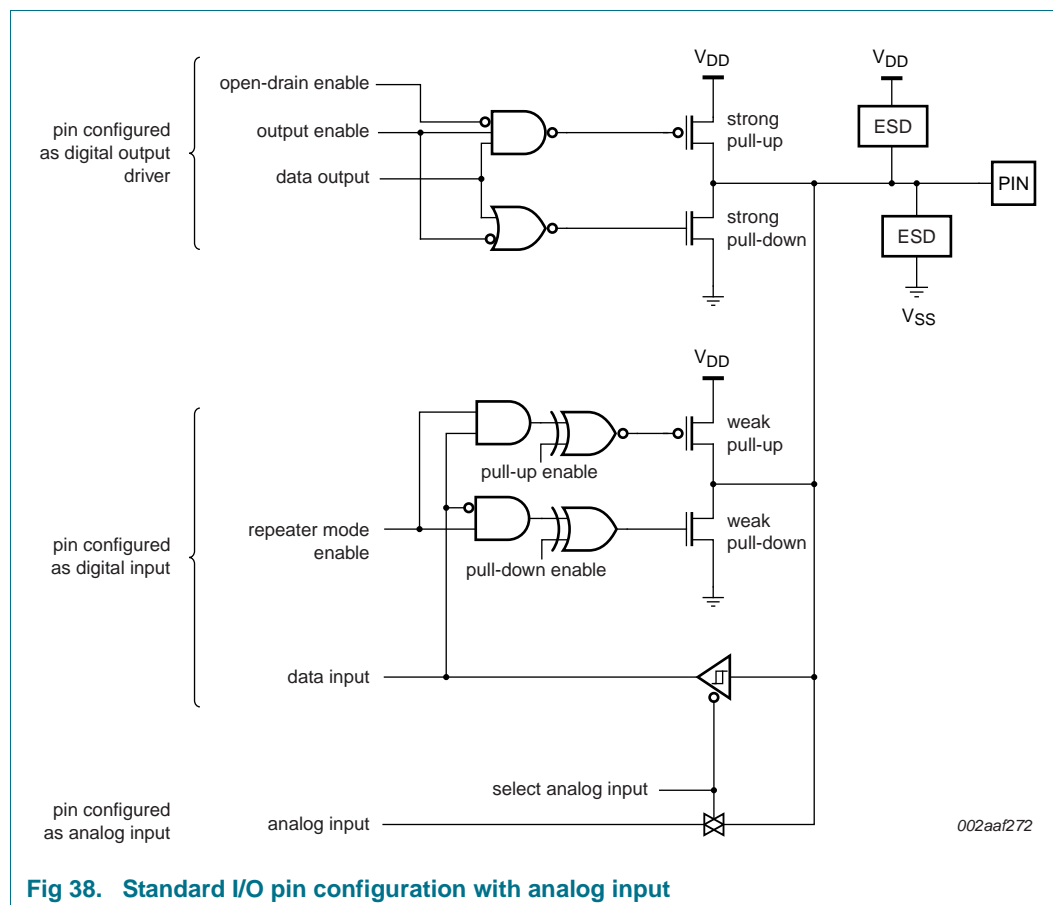 pin configured
as digital output
driver
open-drain enable
output enable
data output
VDD
strong
pull-up
strong
pull-down
VDD
ESD
PIN
ESD
VSS
pin configured
as digital input
VDD
weak
pull-up
pull-up enable
repeater mode
enable
weak
pull-down
pull-down enable
data input
select analog input
pin configured
as analog input
analog input
002aaf272
Fig 38. Standard I/O pin configuration with analog input